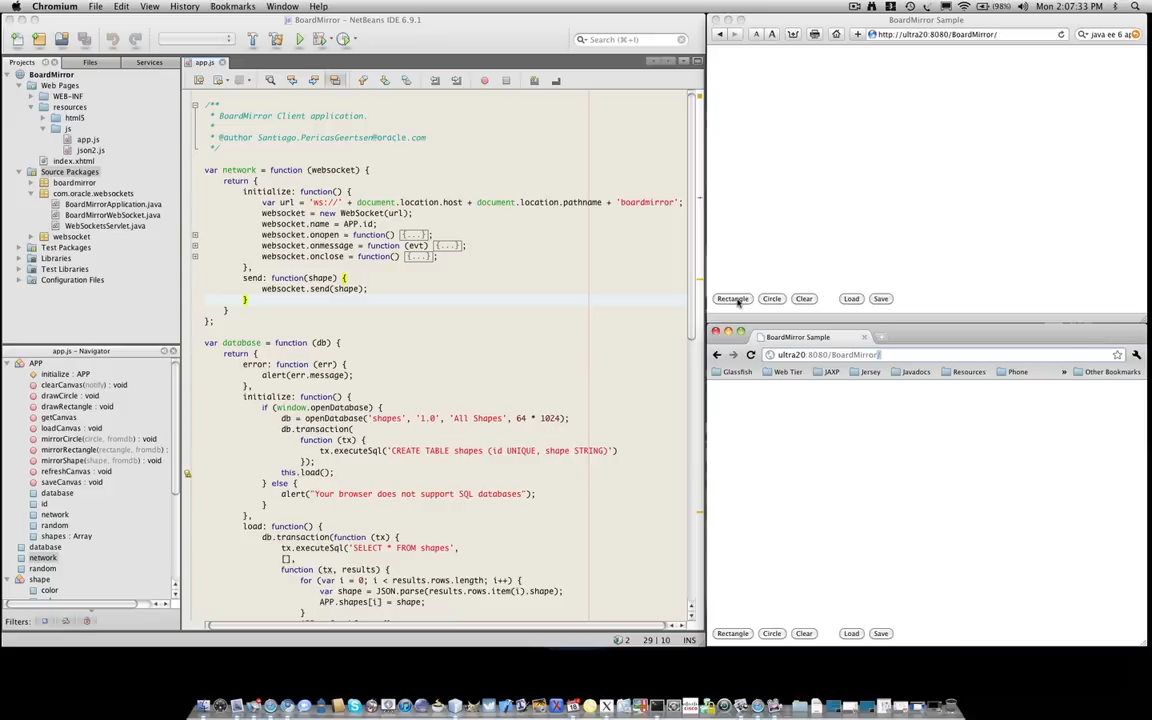 Chromium File Edit View History Bookmarks Window Help (98%) Mon 2:07:33 PM
BoardMirror – NetBeans IDE 6.9.1
Search (⌘+I)
Projects Files Services
BoardMirror
Web Pages
WEB-INF
resources
html5
js
app.js
json2.js
index.xhtml
Source Packages
boardmirror
com.oracle.websockets
BoardMirrorApplication.java
BoardMirrorWebSocket.java
WebSocketsServlet.java
websocket
Test Packages
Libraries
Test Libraries
Configuration Files
app.js – Navigator
APP
initialize : APP
clearCanvas(notify) : void
drawCircle : void
drawRectangle : void
getCanvas
loadCanvas : void
mirrorCircle(circle, fromdb) : void
mirrorRectangle(rectangle, fromdb) : void
mirrorShape(shape, fromdb) : void
refreshCanvas : void
saveCanvas : void
database
id
network
random
shapes : Array
database
network
random
shape
color
Filters:
app.js
/**
* BoardMirror Client application.
*
* @author Santiago.PericasGeertsen@oracle.com
*/
var network = function (websocket) {
return {
initialize: function() {
var url = 'ws://' + document.location.host + document.location.pathname + 'boardmirror';
websocket = new WebSocket(url);
websocket.name = APP.id;
websocket.onopen = function() {...};
websocket.onmessage = function (evt) {...};
websocket.onclose = function() {...};
},
send: function(shape) {
websocket.send(shape);
}
}
};
var database = function (db) {
return {
error: function (err) {
alert(err.message);
},
initialize: function() {
if (window.openDatabase) {
db = openDatabase('shapes', '1.0', 'All Shapes', 64 * 1024);
db.transaction(
function (tx) {
tx.executeSql('CREATE TABLE shapes (id UNIQUE, shape STRING)')
});
this.load();
} else {
alert("Your browser does not support SQL databases");
}
},
load: function() {
db.transaction(function (tx) {
tx.executeSql('SELECT * FROM shapes',
[],
function (tx, results) {
for (var i = 0; i < results.rows.length; i++) {
var shape = JSON.parse(results.rows.item(i).shape);
APP.shapes[i] = shape;
}
2 29 | 10 INS
BoardMirror Sample
A A http://ultra20:8080/BoardMirror/ java ee 6 ap
Rectangle Circle Clear Load Save
BoardMirror Sample
ultra20:8080/BoardMirror/
Glassfish Web Tier JAXP Jersey Javadocs Resources Phone » Other Bookmarks
Rectangle Circle Clear Load Save